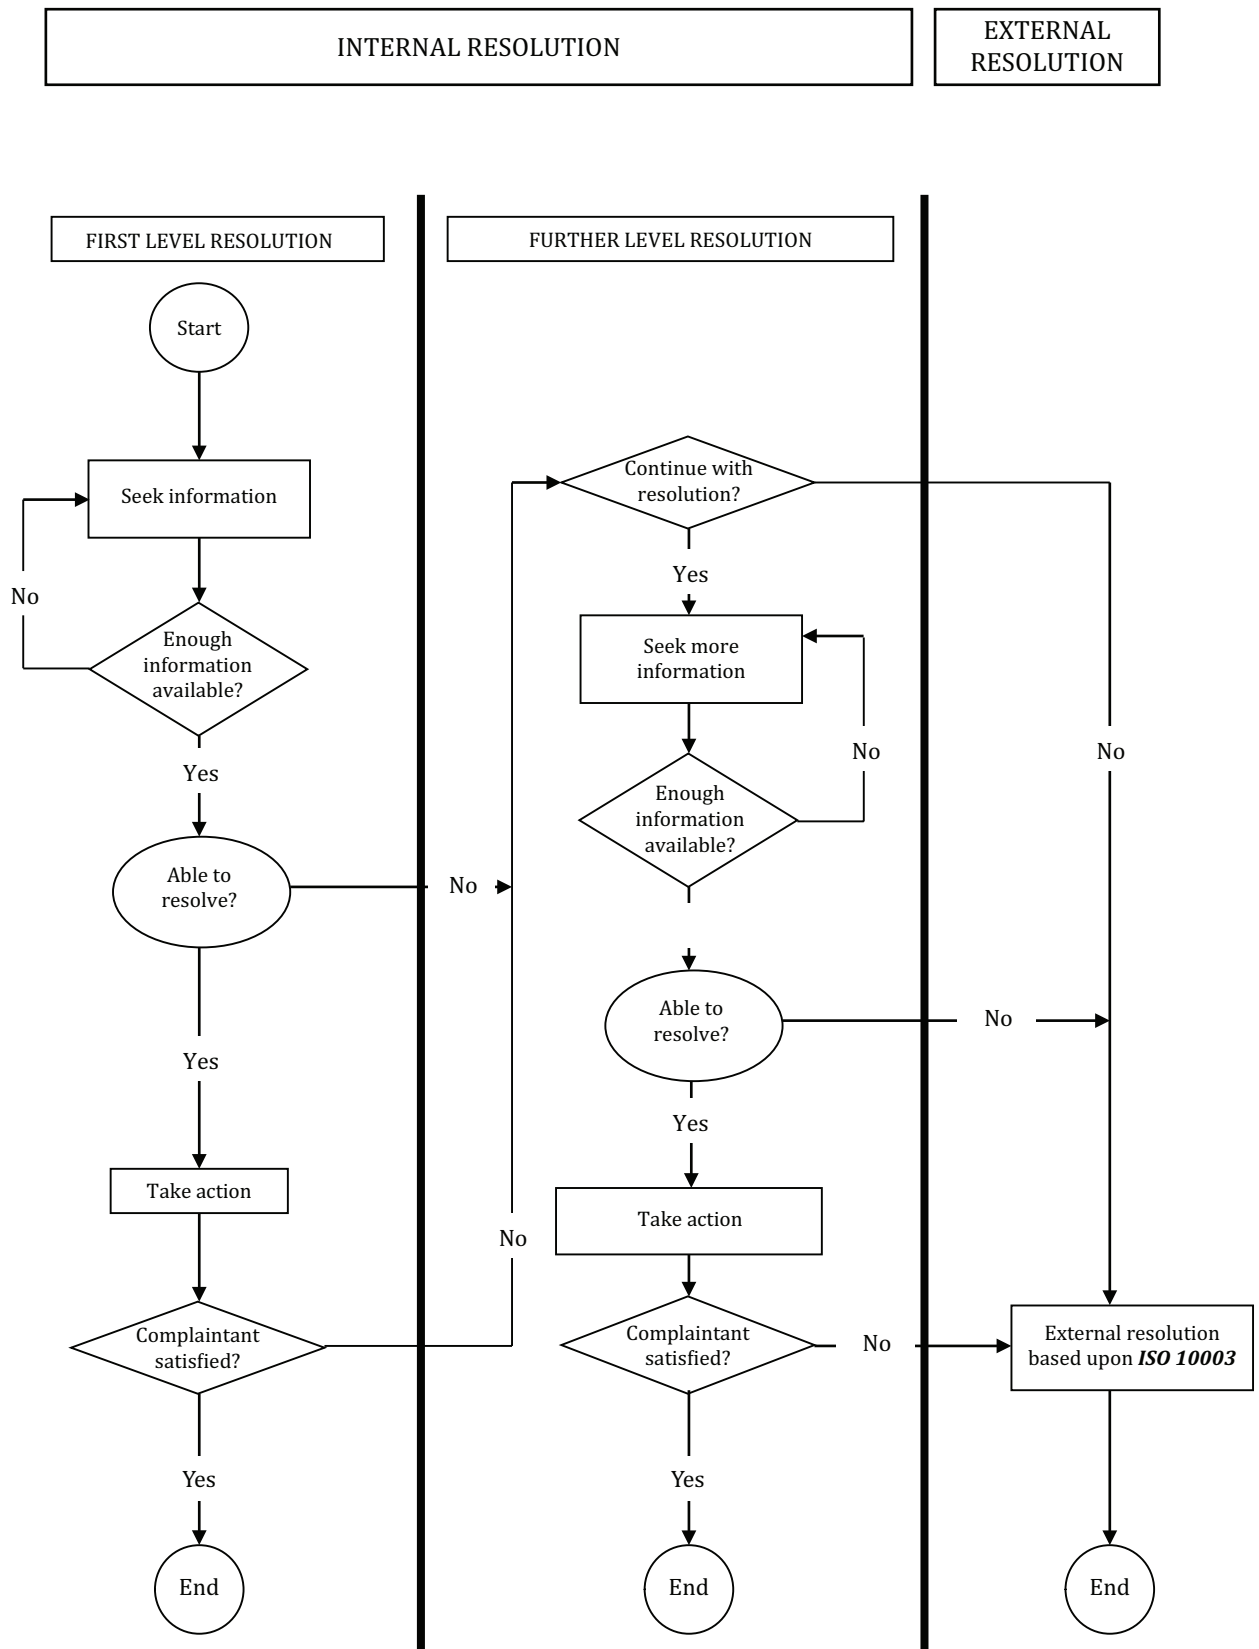 INTERNAL RESOLUTION
EXTERNAL
RESOLUTION
FIRST LEVEL RESOLUTION
FURTHER LEVEL RESOLUTION
Start
Seek information
No
Enough
information
available?
Yes
Able to
resolve?
No
Yes
Take action
No
Complaintant
satisfied?
Yes
End
Continue with
resolution?
Yes
Seek more
information
No
Enough
information
available?
Able to
resolve?
No
Yes
Take action
Complaintant
satisfied?
No
Yes
End
No
External resolution
based upon ISO 10003
End